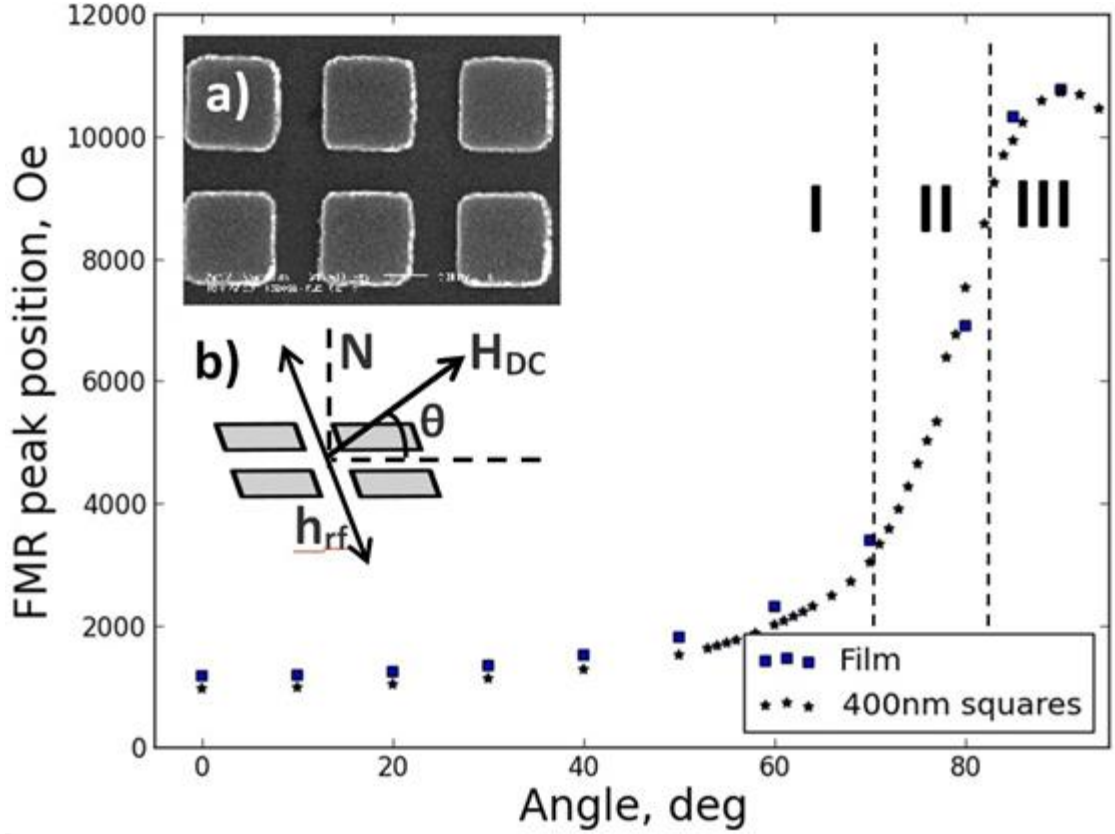 12000
10000
8000
6000
4000
2000
0
FMR peak position, Oe
a)
b)
N
H_DC
θ
h_rf
I
II
III
Film
400nm squares
0
20
40
60
80
Angle, deg